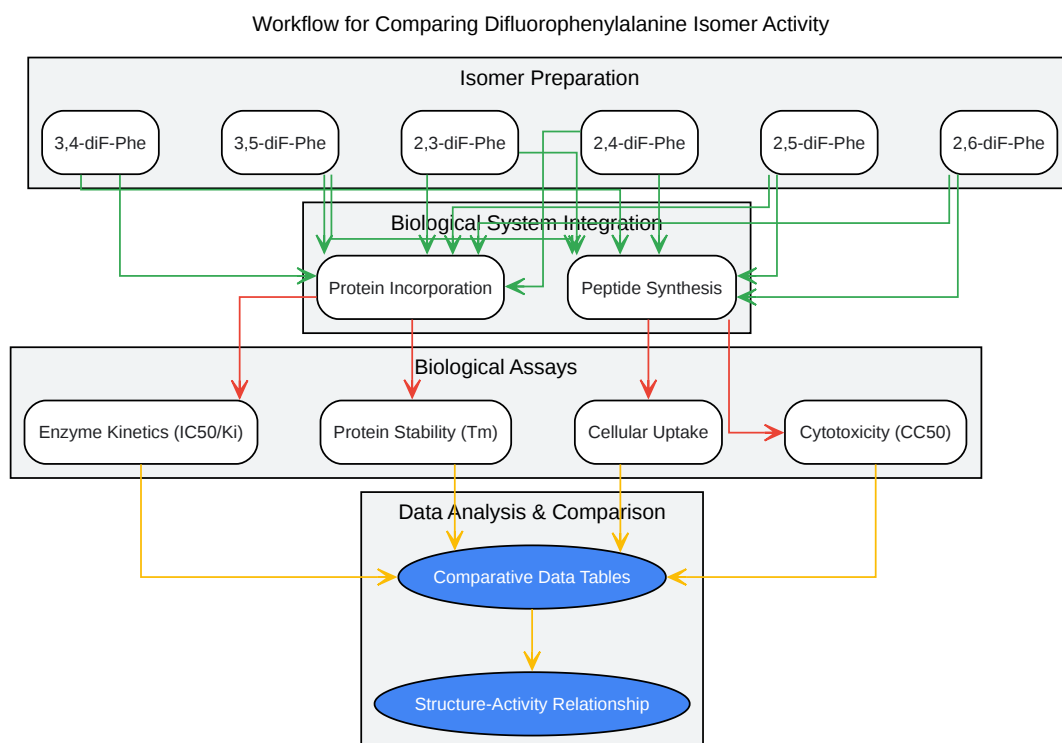 Workflow for Comparing Difluorophenylalanine Isomer Activity
Isomer Preparation
3,4-diF-Phe
3,5-diF-Phe
2,3-diF-Phe
2,4-diF-Phe
2,5-diF-Phe
2,6-diF-Phe
Biological System Integration
Protein Incorporation
Peptide Synthesis
Biological Assays
Enzyme Kinetics (IC50/Ki)
Protein Stability (Tm)
Cellular Uptake
Cytotoxicity (CC50)
Data Analysis & Comparison
Comparative Data Tables
Structure-Activity Relationship